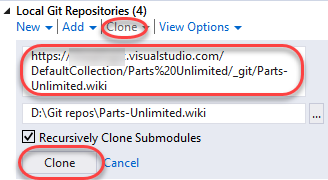 Local Git Repositories (4)
New Add Clone View Options
https:// .visualstudio.com/
DefaultCollection/Parts%20Unlimited/_git/Parts-
Unlimited.wiki
D:\Git repos\Parts-Unlimited.wiki ...
Recursively Clone Submodules
Clone Cancel